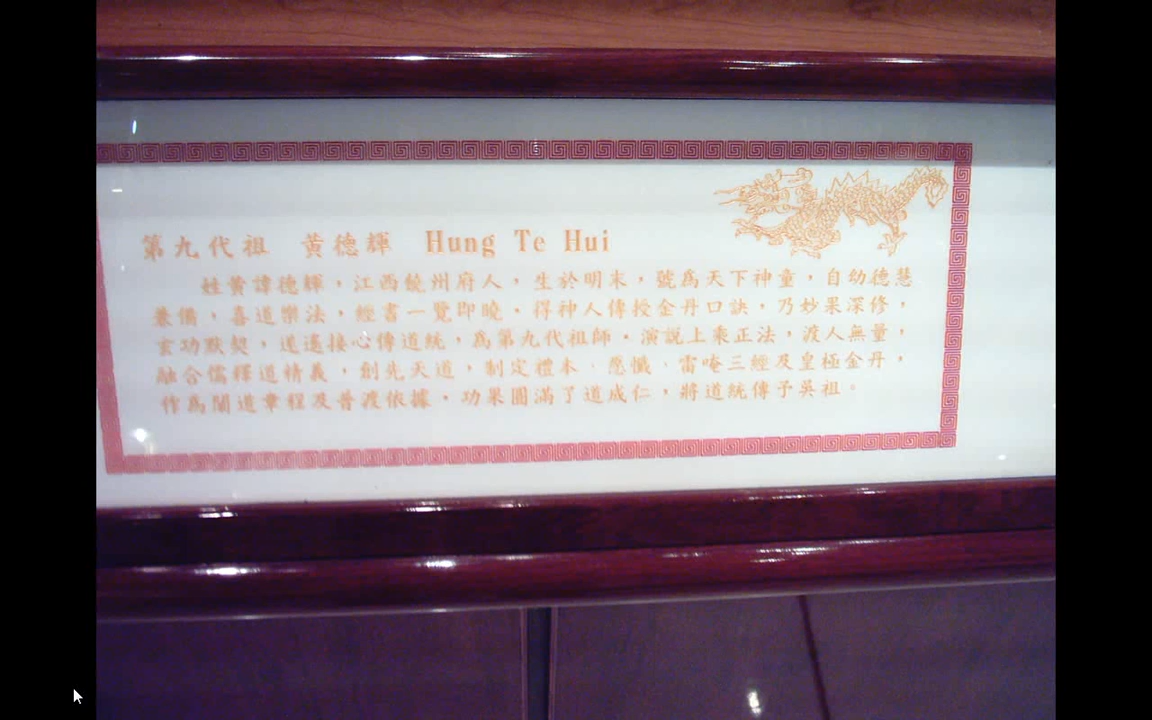 第九代祖 黃德輝 Hung Te Hui
姓黃諱德輝，江西饒州府人，生於明末，號為天下神童，自幼德慧
兼備，喜道樂法，經書一覽即曉。得神人傳授金丹口訣，乃妙果深修，
玄功默契，遥遙接心傳道統，為第九代祖師。演說上乘正法，渡人無量，
融合儒釋道精義，創先天道，制定禮本﹑愿懺﹑雷唵三經及皇極金丹，
作為闡道章程及普渡依據。功果圓滿了道成仁，將道統傳予吳祖。